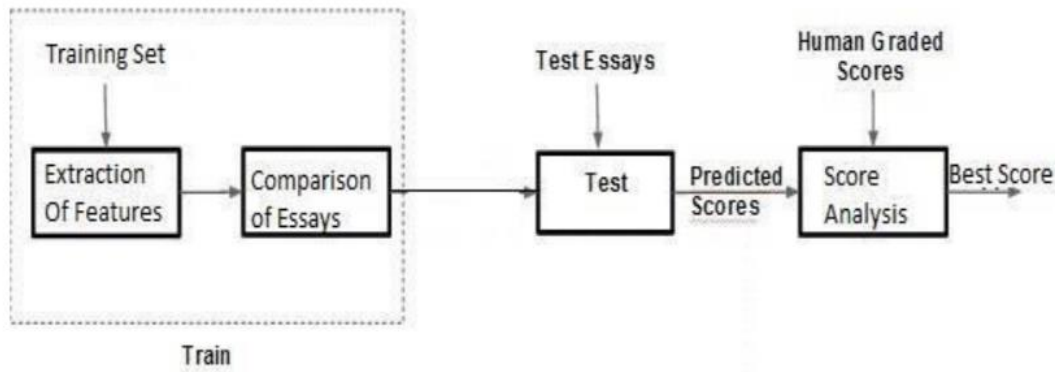 Training Set
Extraction
Of Features
Comparison
of Essays
Train
Test Essays
Test
Predicted
Scores
Human Graded
Scores
Score
Analysis
Best Score